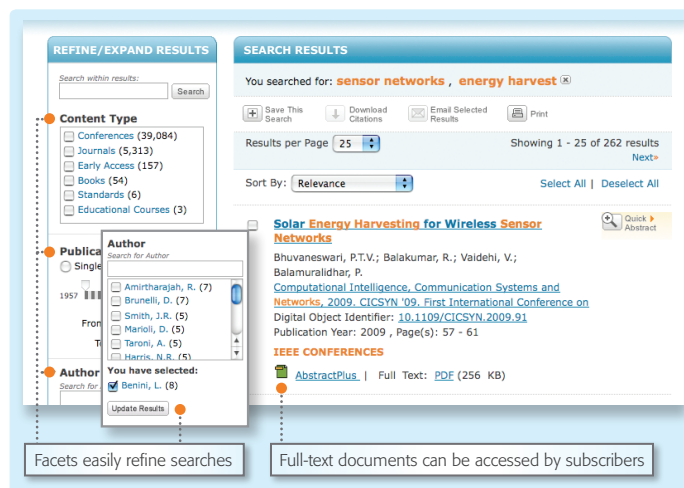 REFINE/EXPAND RESULTS
Search within results:
Search
Content Type
Conferences (39,084)
Journals (5,313)
Early Access (157)
Books (54)
Standards (6)
Educational Courses (3)
Publica
Single
1957
From
T
Author
Search for
Author
Search for Author
Amirtharajah, R. (7)
Brunelli, D. (7)
Smith, J.R. (5)
Marioli, D. (5)
Taroni, A. (5)
Harris, N.R. (5)
You have selected:
Benini, L. (8)
Update Results
SEARCH RESULTS
You searched for: sensor networks , energy harvest
Save This Search
Download Citations
Email Selected Results
Print
Results per Page 25
Showing 1 - 25 of 262 results
Next»
Sort By: Relevance
Select All | Deselect All
Solar Energy Harvesting for Wireless Sensor
Networks
Quick
Abstract
Bhuvaneswari, P.T.V.; Balakumar, R.; Vaidehi, V.;
Balamuralidhar, P.
Computational Intelligence, Communication Systems and
Networks, 2009. CICSYN '09. First International Conference on
Digital Object Identifier: 10.1109/CICSYN.2009.91
Publication Year: 2009 , Page(s): 57 - 61
IEEE CONFERENCES
AbstractPlus | Full Text: PDF (256 KB)
Facets easily refine searches
Full-text documents can be accessed by subscribers